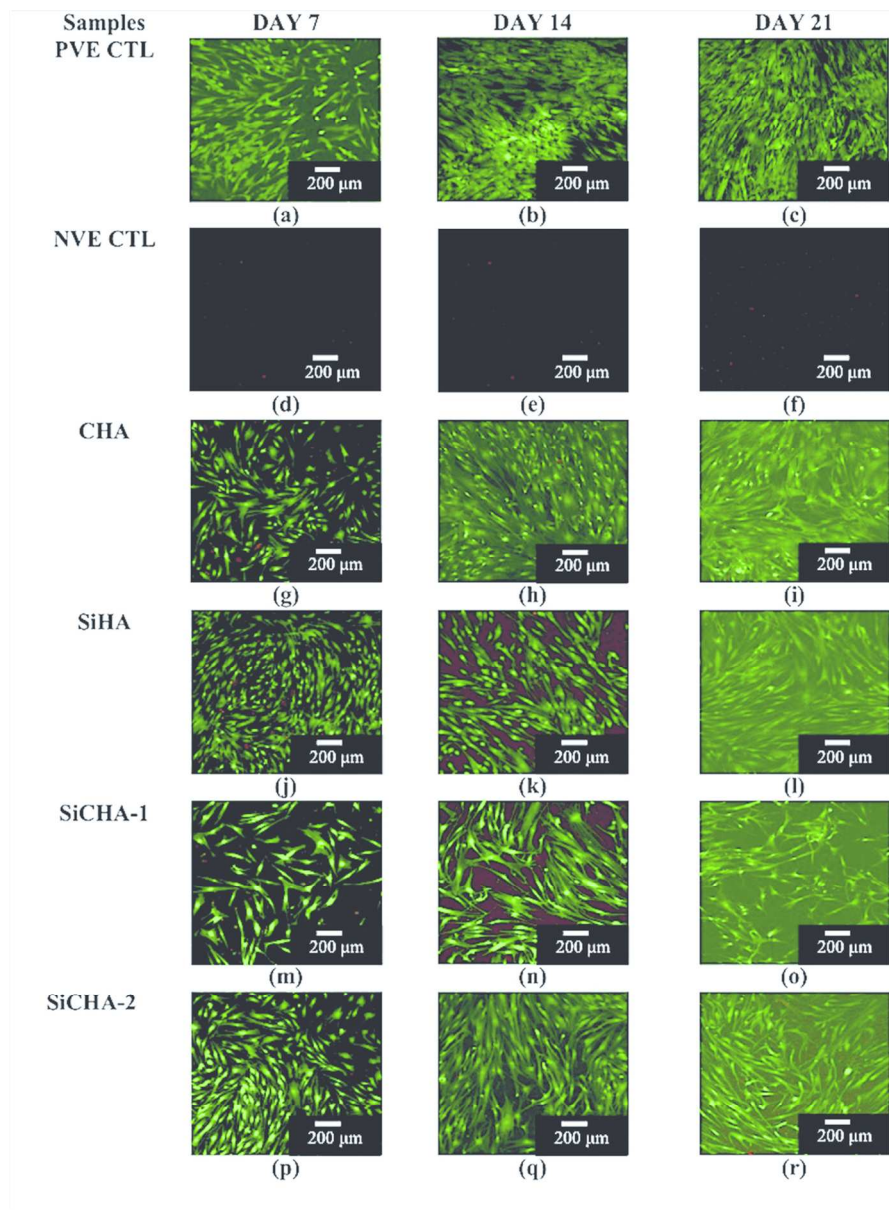 Samples DAY 7 DAY 14 DAY 21
PVE CTL
200 µm 200 µm 200 µm
(a) (b) (c)
NVE CTL
200 µm 200 µm 200 µm
(d) (e) (f)
CHA
200 µm 200 µm 200 µm
(g) (h) (i)
SiHA
200 µm 200 µm 200 µm
(j) (k) (l)
SiCHA-1
200 µm 200 µm 200 µm
(m) (n) (o)
SiCHA-2
200 µm 200 µm 200 µm
(p) (q) (r)